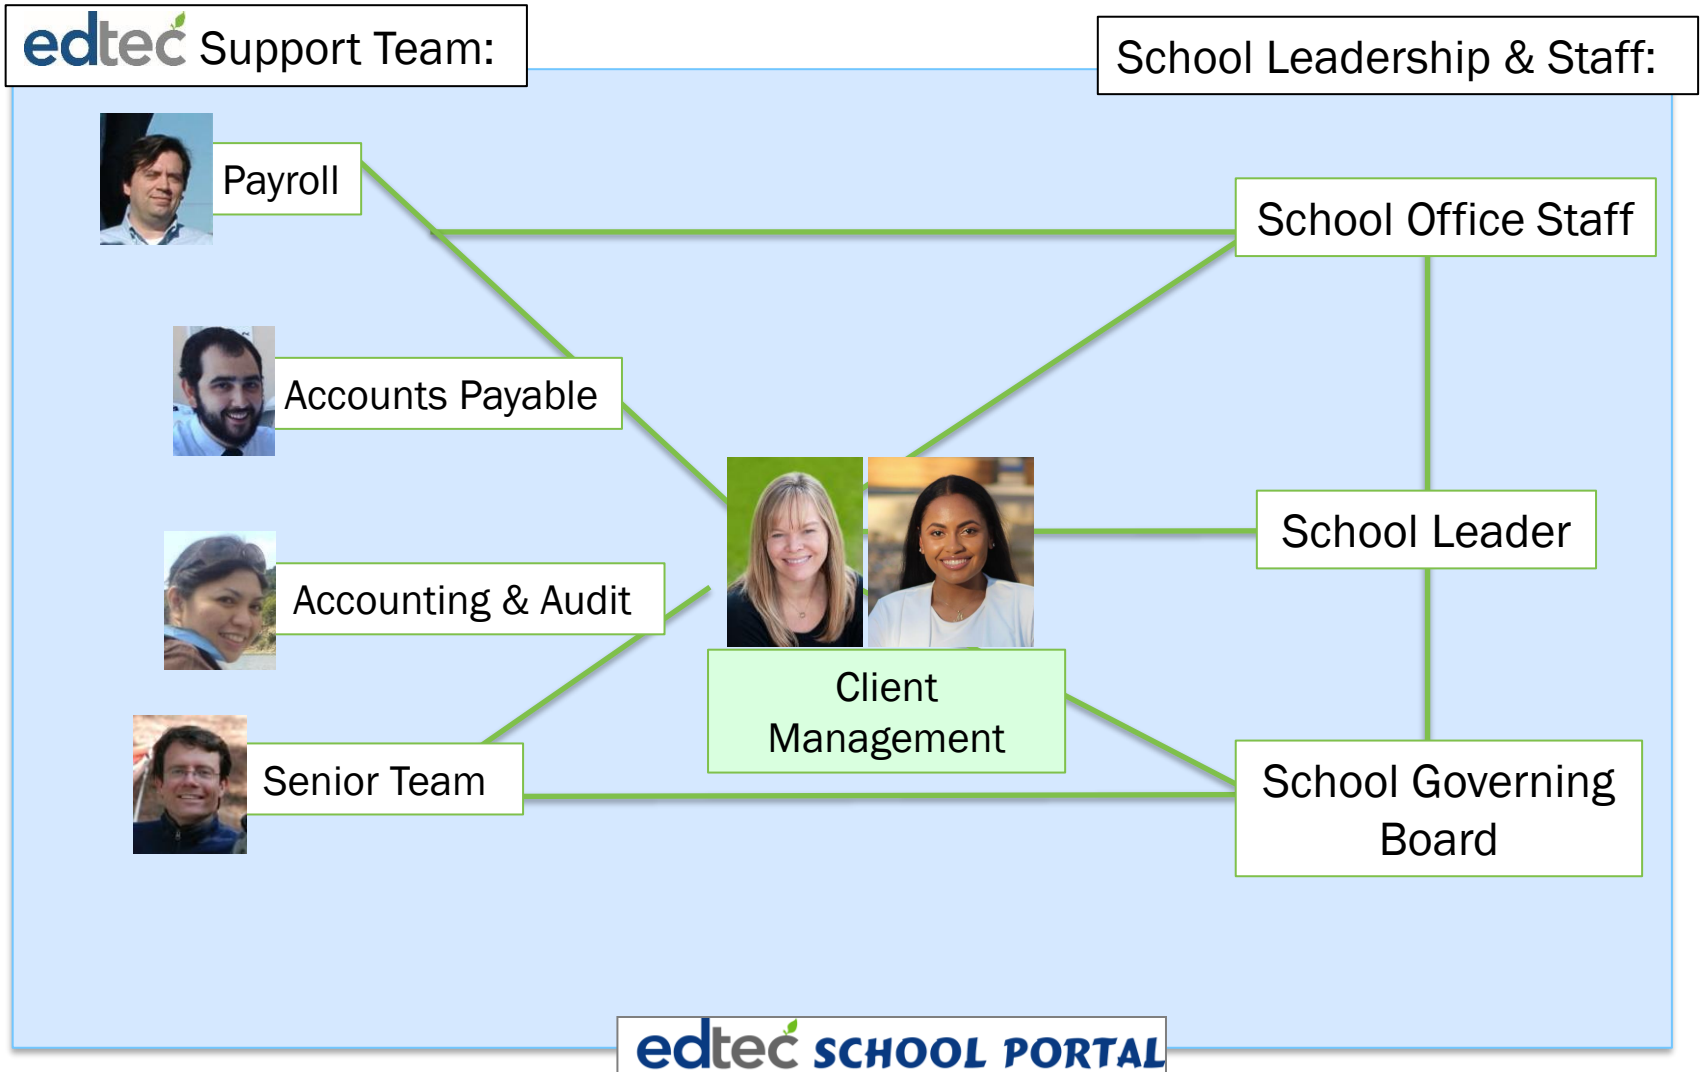 edtec Support Team:
School Leadership & Staff:
Payroll
School Office Staff
Accounts Payable
School Leader
Accounting & Audit
Client
Management
Senior Team
School Governing
Board
edtec SCHOOL PORTAL